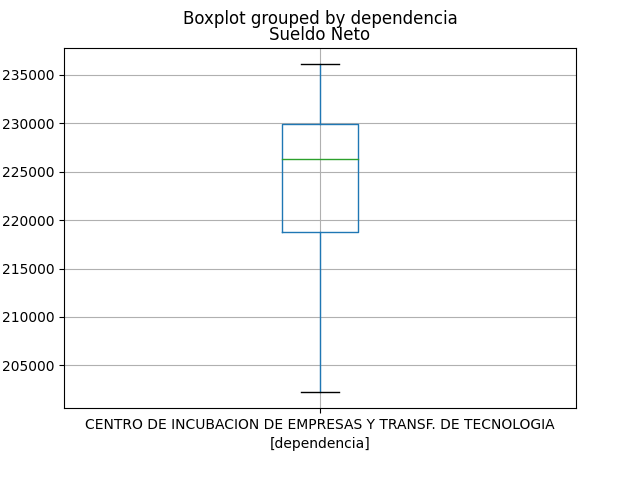 Boxplot grouped by dependencia
Sueldo Neto
235000
230000
225000
220000
215000
210000
205000
CENTRO DE INCUBACION DE EMPRESAS Y TRANSF. DE TECNOLOGIA
[dependencia]